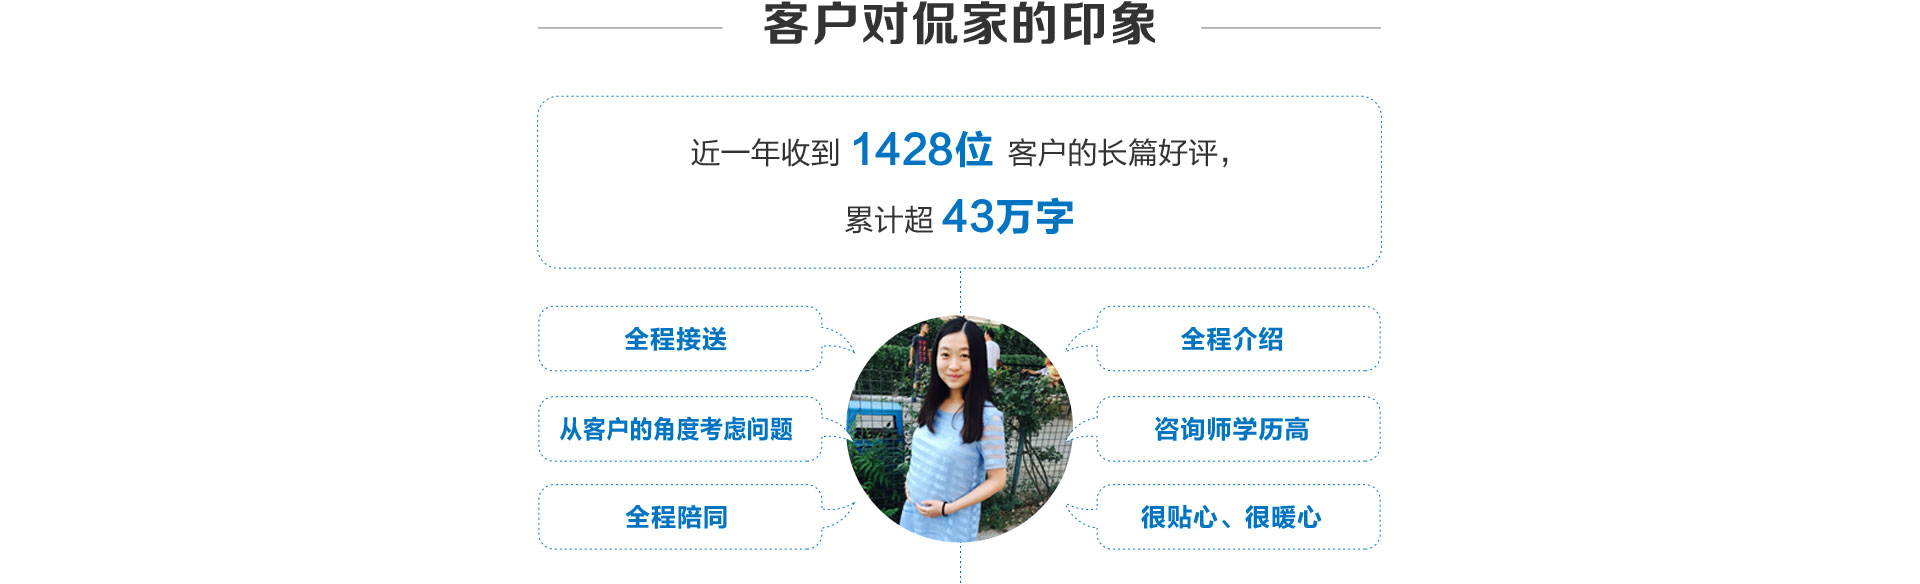 客户对侃家的印象
近一年收到 1428位 客户的长篇好评，
累计超 43万字
全程接送
全程介绍
从客户的角度考虑问题
咨询师学历高
全程陪同
很贴心、很暖心